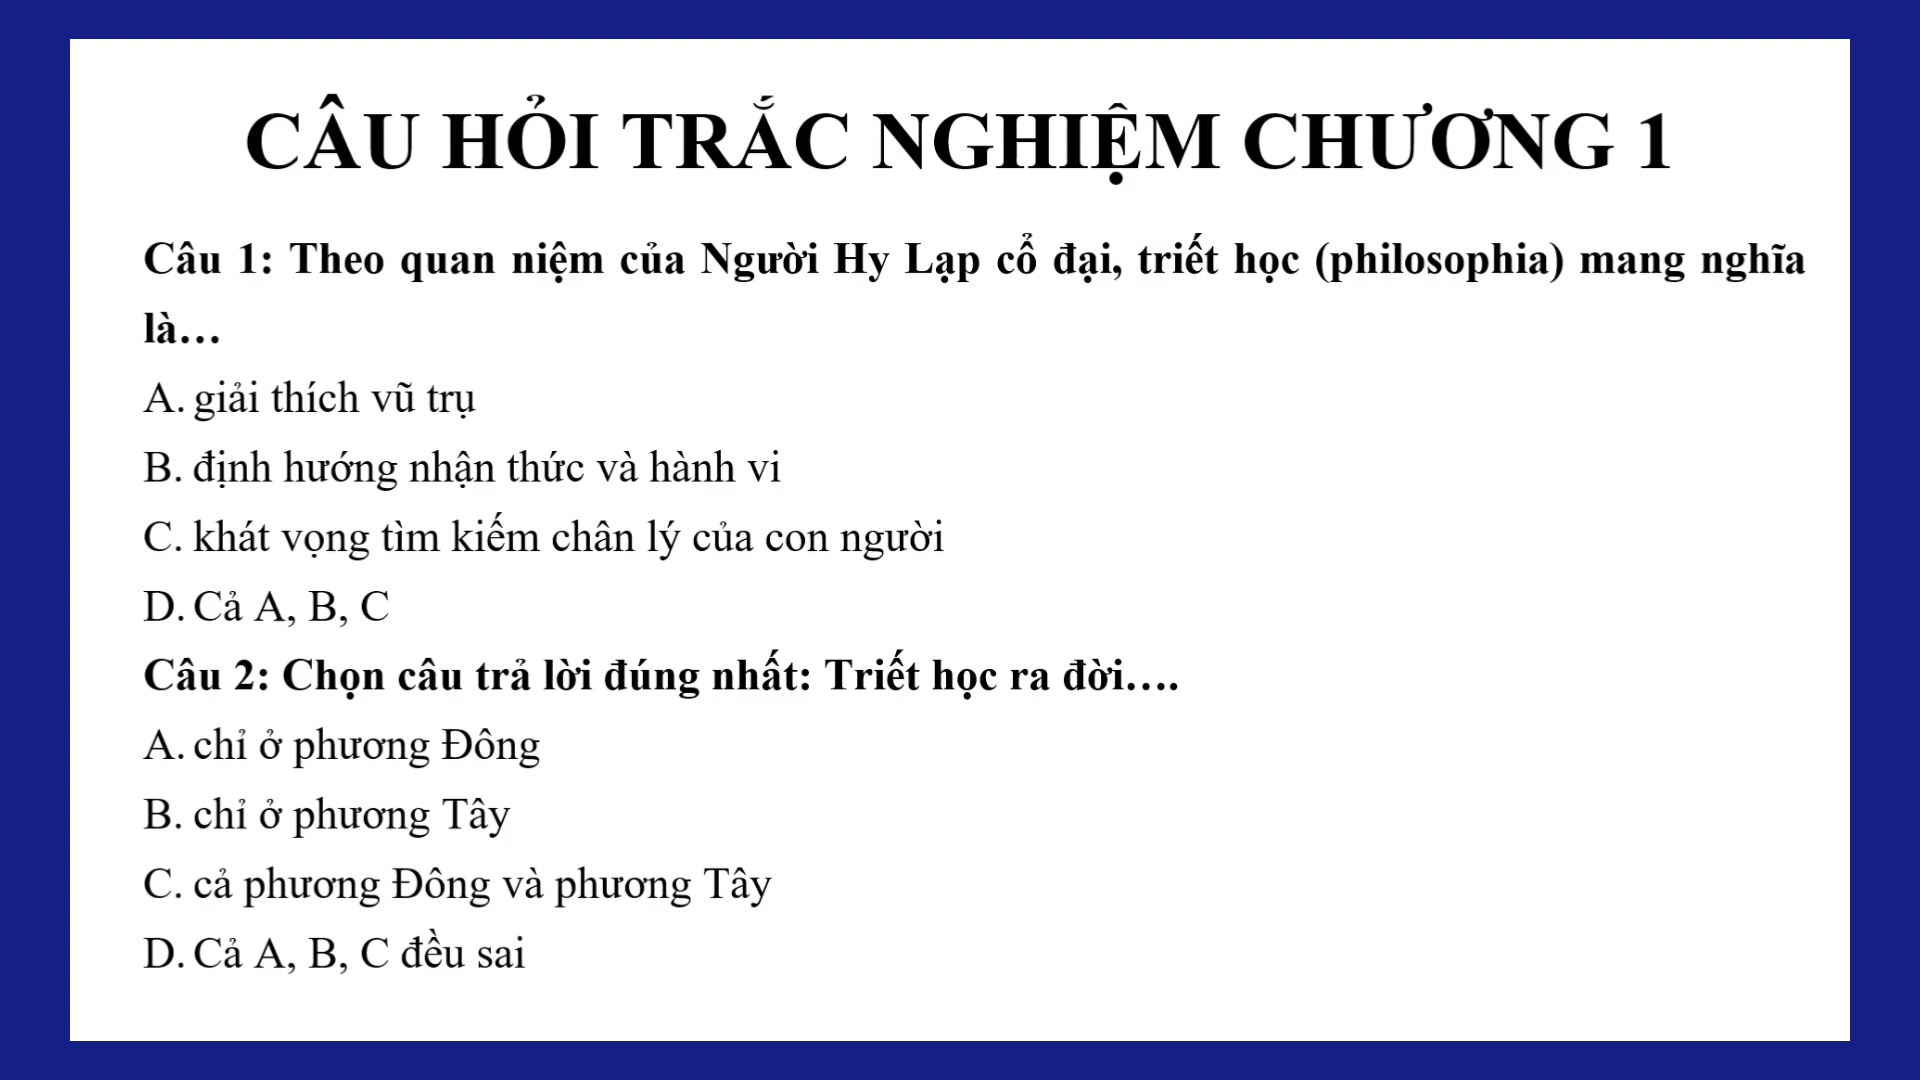 CÂU HỎI TRẮC NGHIỆM CHƯƠNG 1
Câu 1: Theo quan niệm của Người Hy Lạp cổ đại, triết học (philosophia) mang nghĩa
là…
A. giải thích vũ trụ
B. định hướng nhận thức và hành vi
C. khát vọng tìm kiếm chân lý của con người
D. Cả A, B, C
Câu 2: Chọn câu trả lời đúng nhất: Triết học ra đời….
A. chỉ ở phương Đông
B. chỉ ở phương Tây
C. cả phương Đông và phương Tây
D. Cả A, B, C đều sai